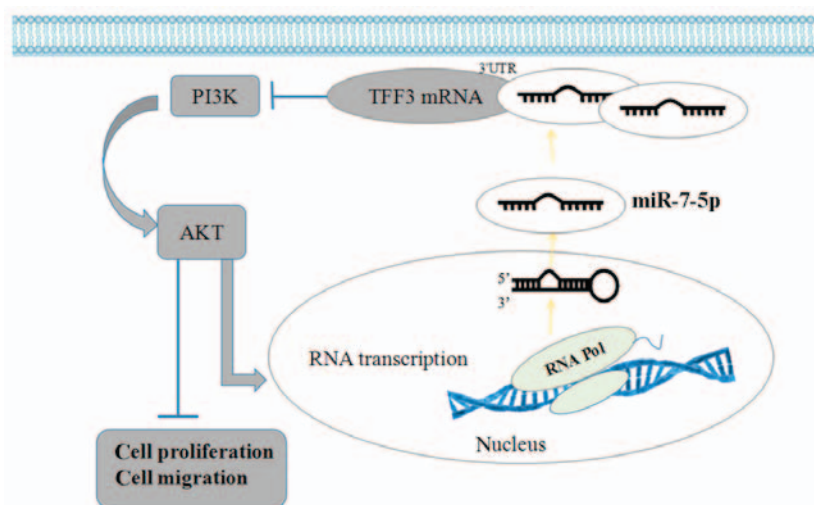 3'UTR
PI3K
TFF3 mRNA
miR-7-5p
AKT
5’
3’
RNA transcription
RNA Pol
Nucleus
Cell proliferation
Cell migration